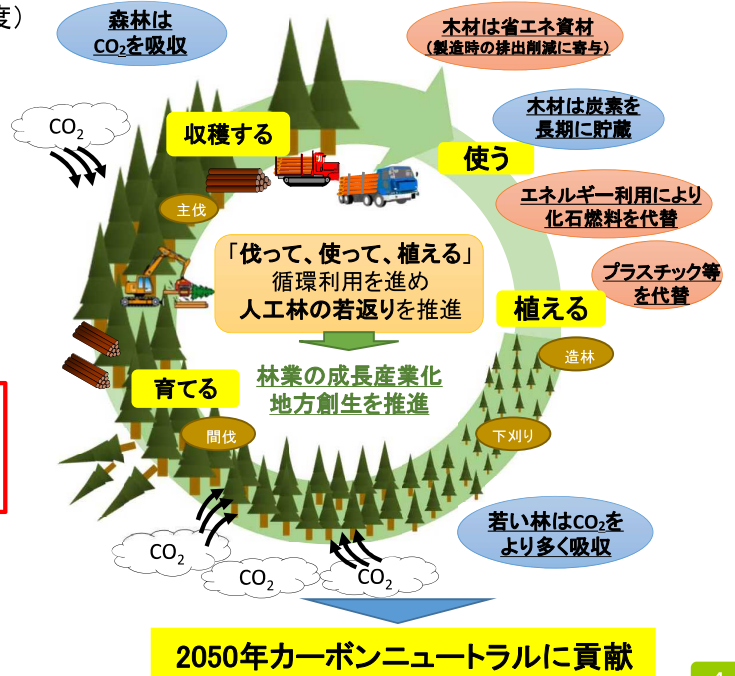 度）
森林は
CO₂を吸収
木材は省エネ資材
（製造時の排出削減に寄与）
CO₂
収穫する
木材は炭素を
長期に貯蔵
使う
主伐
エネルギー利用により
化石燃料を代替
「伐って、使って、植える」
循環利用を進め
人工林の若返りを推進
プラスチック等
を代替
植える
造林
林業の成長産業化
地方創生を推進
育てる
間伐
下刈り
若い林はCO₂を
より多く吸収
CO₂
CO₂
CO₂
2050年カーボンニュートラルに貢献